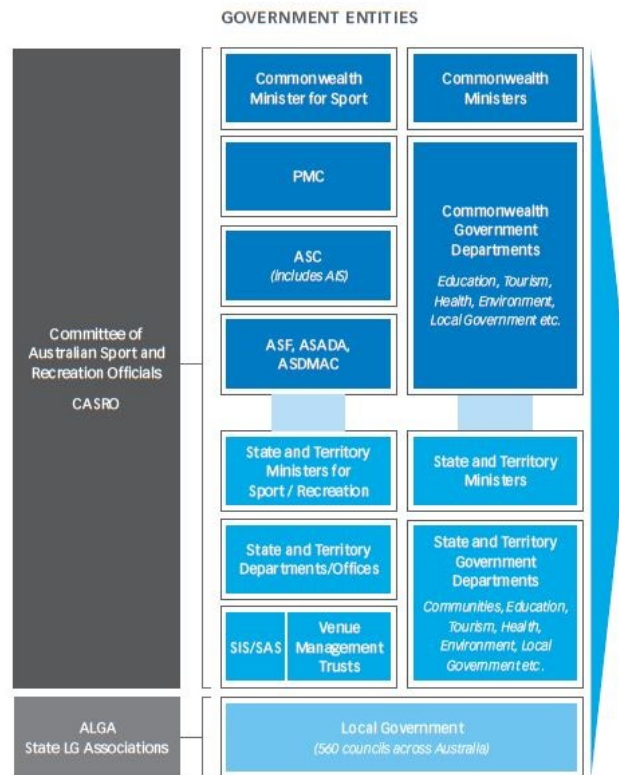 GOVERNMENT ENTITIES
Committee of
Australian Sport and
Recreation Officials
CASRO
Commonwealth
Minister for Sport
Commonwealth
Ministers
PMC
ASC
(includes AIS)
ASF, ASADA,
ASDMAC
Commonwealth
Government
Departments
Education, Tourism,
Health, Environment,
Local Government etc.
State and Territory
Ministers for
Sport / Recreation
State and Territory
Ministers
State and Territory
Departments/Offices
SIS/SAS
Venue
Management
Trusts
State and Territory
Government
Departments
Communities, Education,
Tourism, Health,
Environment, Local
Government etc.
ALGA
State LG Associations
Local Government
(560 councils across Australia)